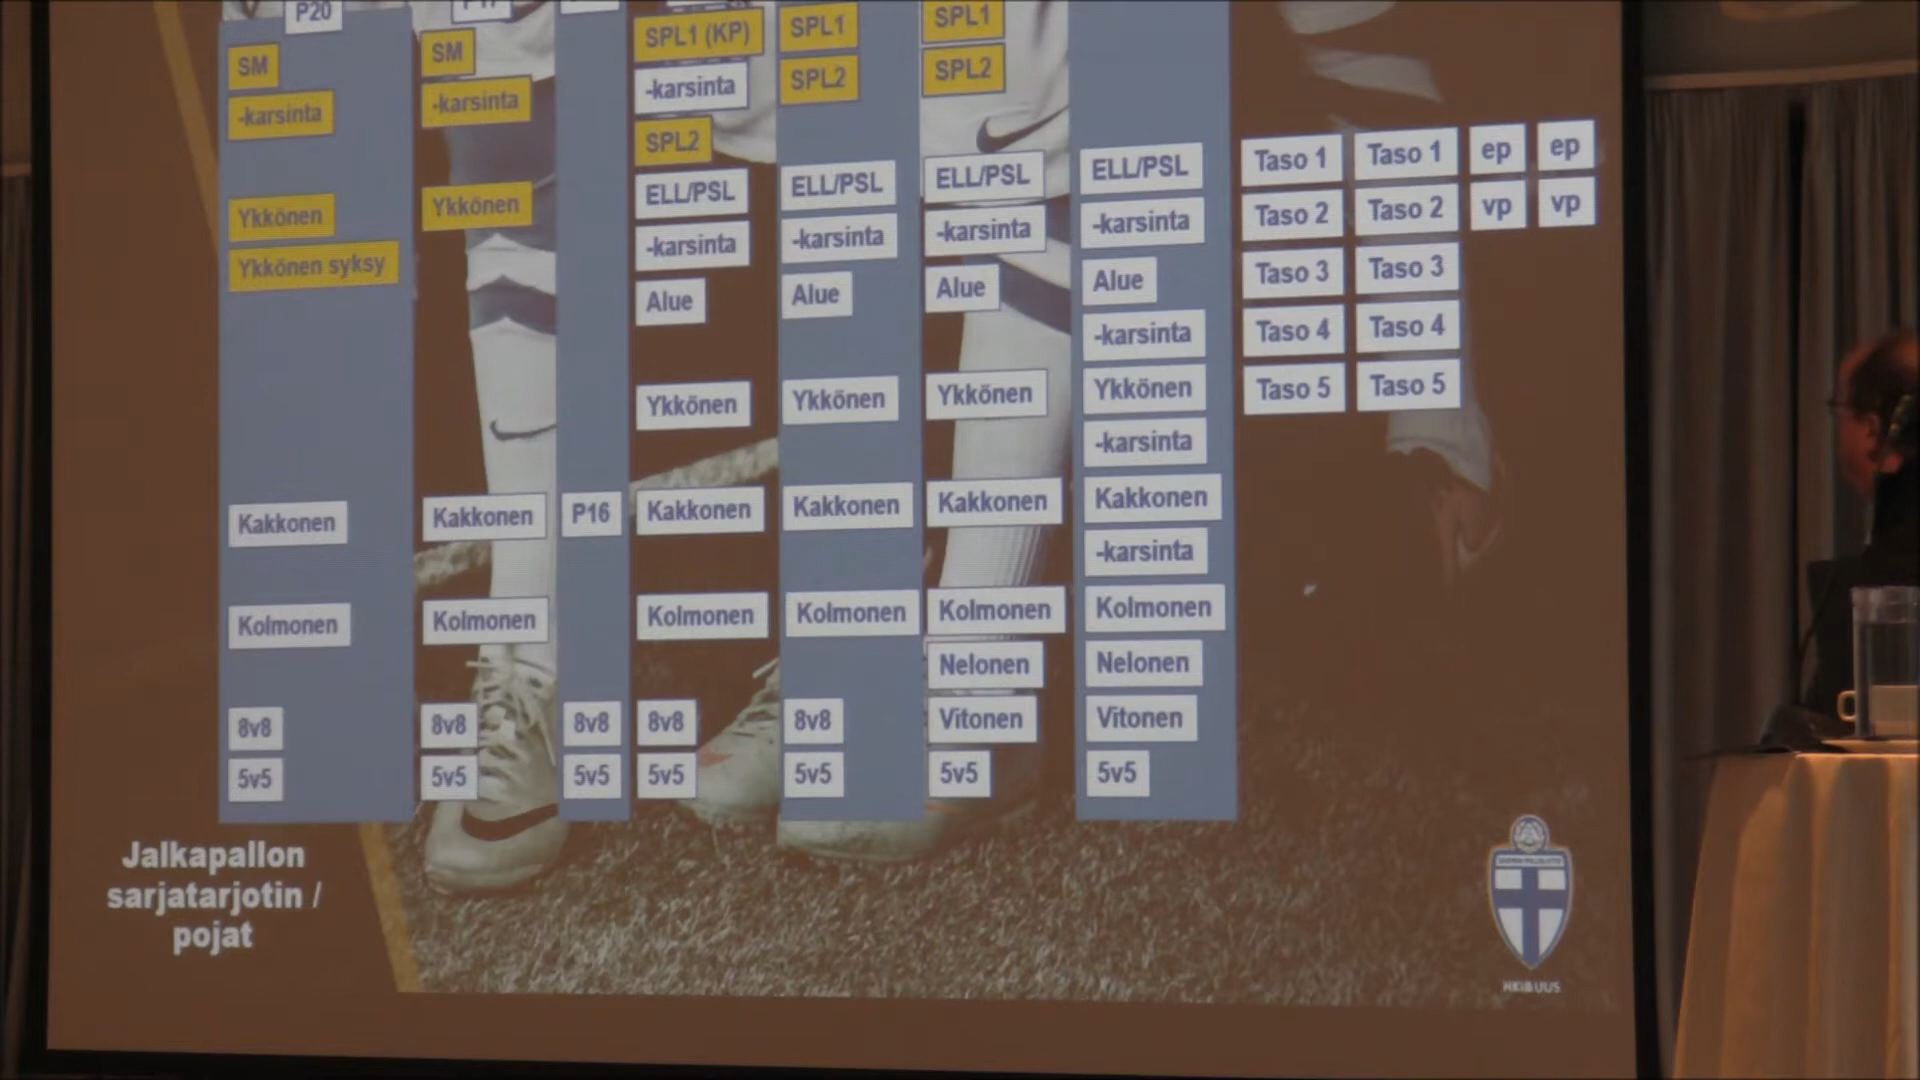 P20
P17
SM
-karsinta
Ykkönen
Ykkönen syksy
Kakkonen
Kolmonen
8v8
5v5
SM
-karsinta
Ykkönen
Kakkonen
Kolmonen
8v8
5v5
P16
8v8
5v5
SPL1 (KP)
-karsinta
SPL2
ELL/PSL
-karsinta
Alue
Ykkönen
Kakkonen
Kolmonen
8v8
5v5
SPL1
SPL2
ELL/PSL
-karsinta
Alue
Ykkönen
Kakkonen
Kolmonen
8v8
5v5
SPL1
SPL2
ELL/PSL
-karsinta
Alue
Ykkönen
Kakkonen
Kolmonen
Nelonen
Vitonen
5v5
ELL/PSL
-karsinta
Alue
-karsinta
Ykkönen
-karsinta
Kakkonen
-karsinta
Kolmonen
Nelonen
Vitonen
5v5
Taso 1
Taso 2
Taso 3
Taso 4
Taso 5
Taso 1
Taso 2
Taso 3
Taso 4
Taso 5
ep
vp
ep
vp
Jalkapallon
sarjatarjotin /
pojat